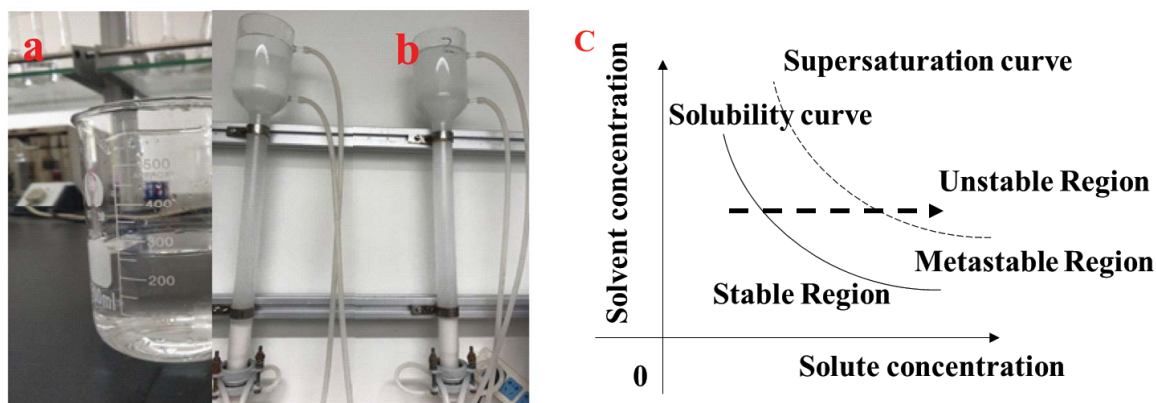 a
500
400
300
200
b
2
C
Supersaturation curve
Solubility curve
Unstable Region
Metastable Region
Stable Region
Solvent concentration
0
Solute concentration